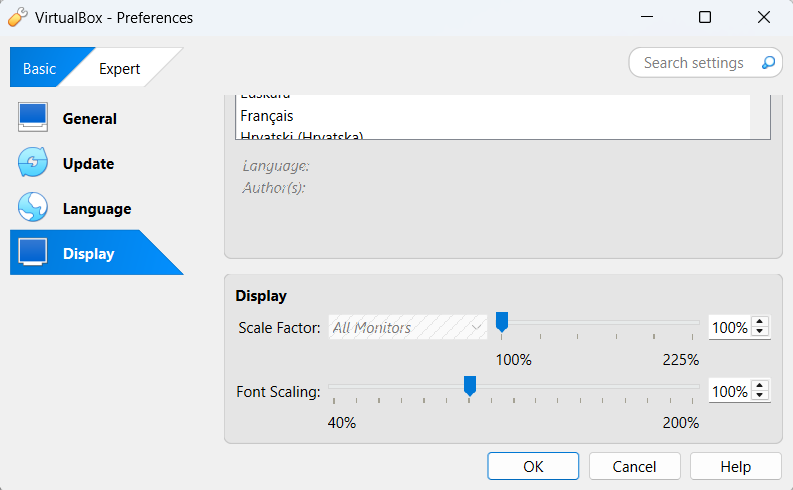 VirtualBox - Preferences
Basic
Expert
Search settings
General
Update
Language
Display
Euskara
Français
Hrvatski (Hrvatska)
Language:
Author(s):
Display
Scale Factor: All Monitors 100%
100% 225%
Font Scaling: 100%
40% 200%
OK Cancel Help